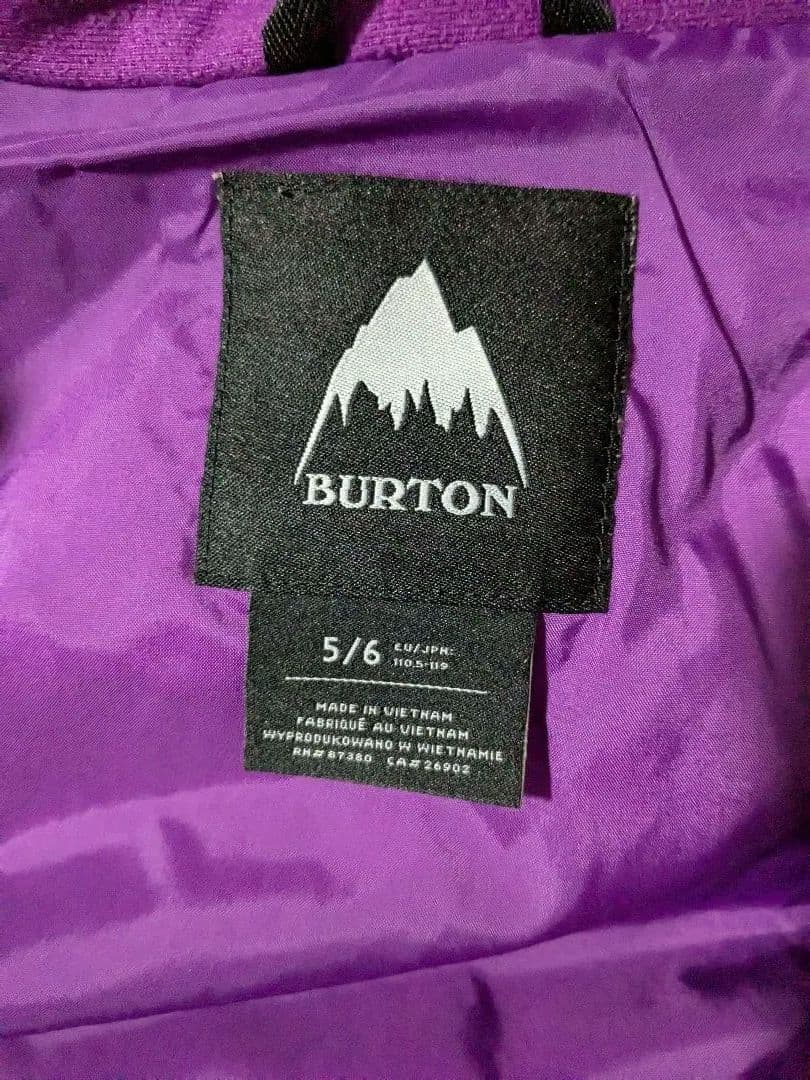 BURTON
5/6 EU/JPN:
110.5-119
MADE IN VIETNAM
FABRIQUÉ AU VIETNAM
WYPRODUKOWANO W WIETNAMIE
RN# 87380 CA# 26902